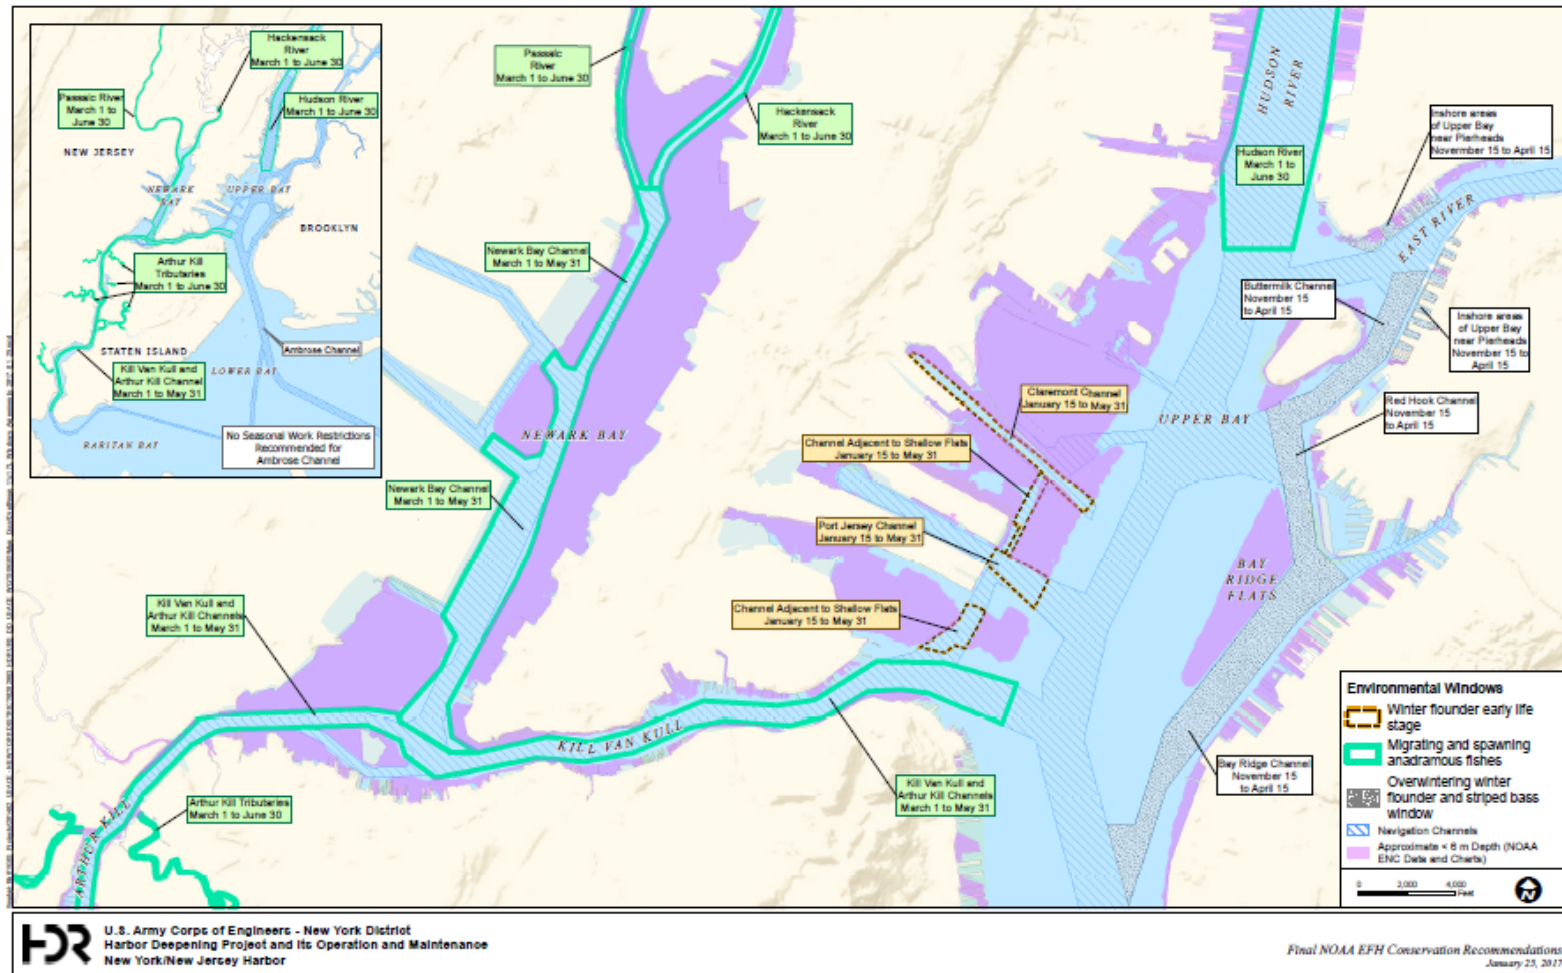 Hackensack
River
March 1 to June 30
Passaic River
March 1 to
June 30
Hudson River
March 1 to June 30
NEW JERSEY
NEWARK
BAY
UPPER BAY
BROOKLYN
Arthur Kill
Tributaries
March 1 to June 30
Ambrose Channel
STATEN ISLAND
LOWER BAY
Kill Van Kull and
Arthur Kill Channel
March 1 to May 31
RARITAN BAY
No Seasonal Work Restrictions
Recommended for
Ambrose Channel
Passaic
River
March 1 to June 30
Hackensack
River
March 1 to June 30
HUDSON
RIVER
Hudson River
March 1 to
June 30
Inshore areas
of Upper Bay
near Pierheads
Novermber 15 to April 15
EAST RIVER
Newark Bay Channel
March 1 to May 31
Buttermilk Channel
November 15
to April 15
Inshore areas
of Upper Bay
near Pierheads
November 15 to
April 15
Claremont Channel
January 15 to May 31
UPPER BAY
Red Hook Channel
November 15
to April 15
NEWARK BAY
Channel Adjacent to Shallow Flats
January 15 to May 31
Newark Bay Channel
March 1 to May 31
Port Jersey Channel
January 15 to May 31
BAY
RIDGE
FLATS
Kill Van Kull and
Arthur Kill Channels
March 1 to May 31
Channel Adjacent to Shallow Flats
January 15 to May 31
KILL VAN KULL
Bay Ridge Channel
November 15
to April 15
Kill Van Kull and
Arthur Kill Channels
March 1 to May 31
Arthur Kill Tributaries
March 1 to June 30
ARTHUR KILL
Environmental Windows
Winter flounder early life
stage
Migrating and spawning
anadramous fishes
Overwintering winter
flounder and striped bass
window
Navigation Channels
Approximate < 6 m Depth (NOAA
ENC Data and Charts)
0 2,000 4,000
Feet
N
HDR
U.S. Army Corps of Engineers - New York District
Harbor Deepening Project and Its Operation and Maintenance
New York/New Jersey Harbor
Final NOAA EFH Conservation Recommendations
January 23, 2017